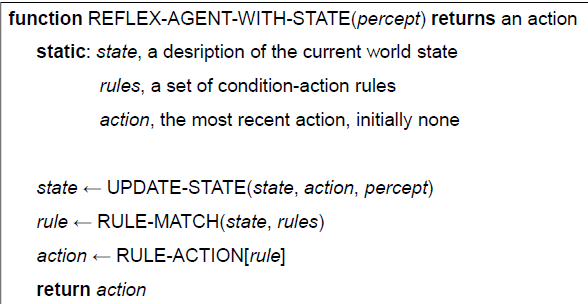 function REFLEX-AGENT-WITH-STATE(percept) returns an action
static: state, a desription of the current world state
rules, a set of condition-action rules
action, the most recent action, initially none
state ← UPDATE-STATE(state, action, percept)
rule ← RULE-MATCH(state, rules)
action ← RULE-ACTION[rule]
return action